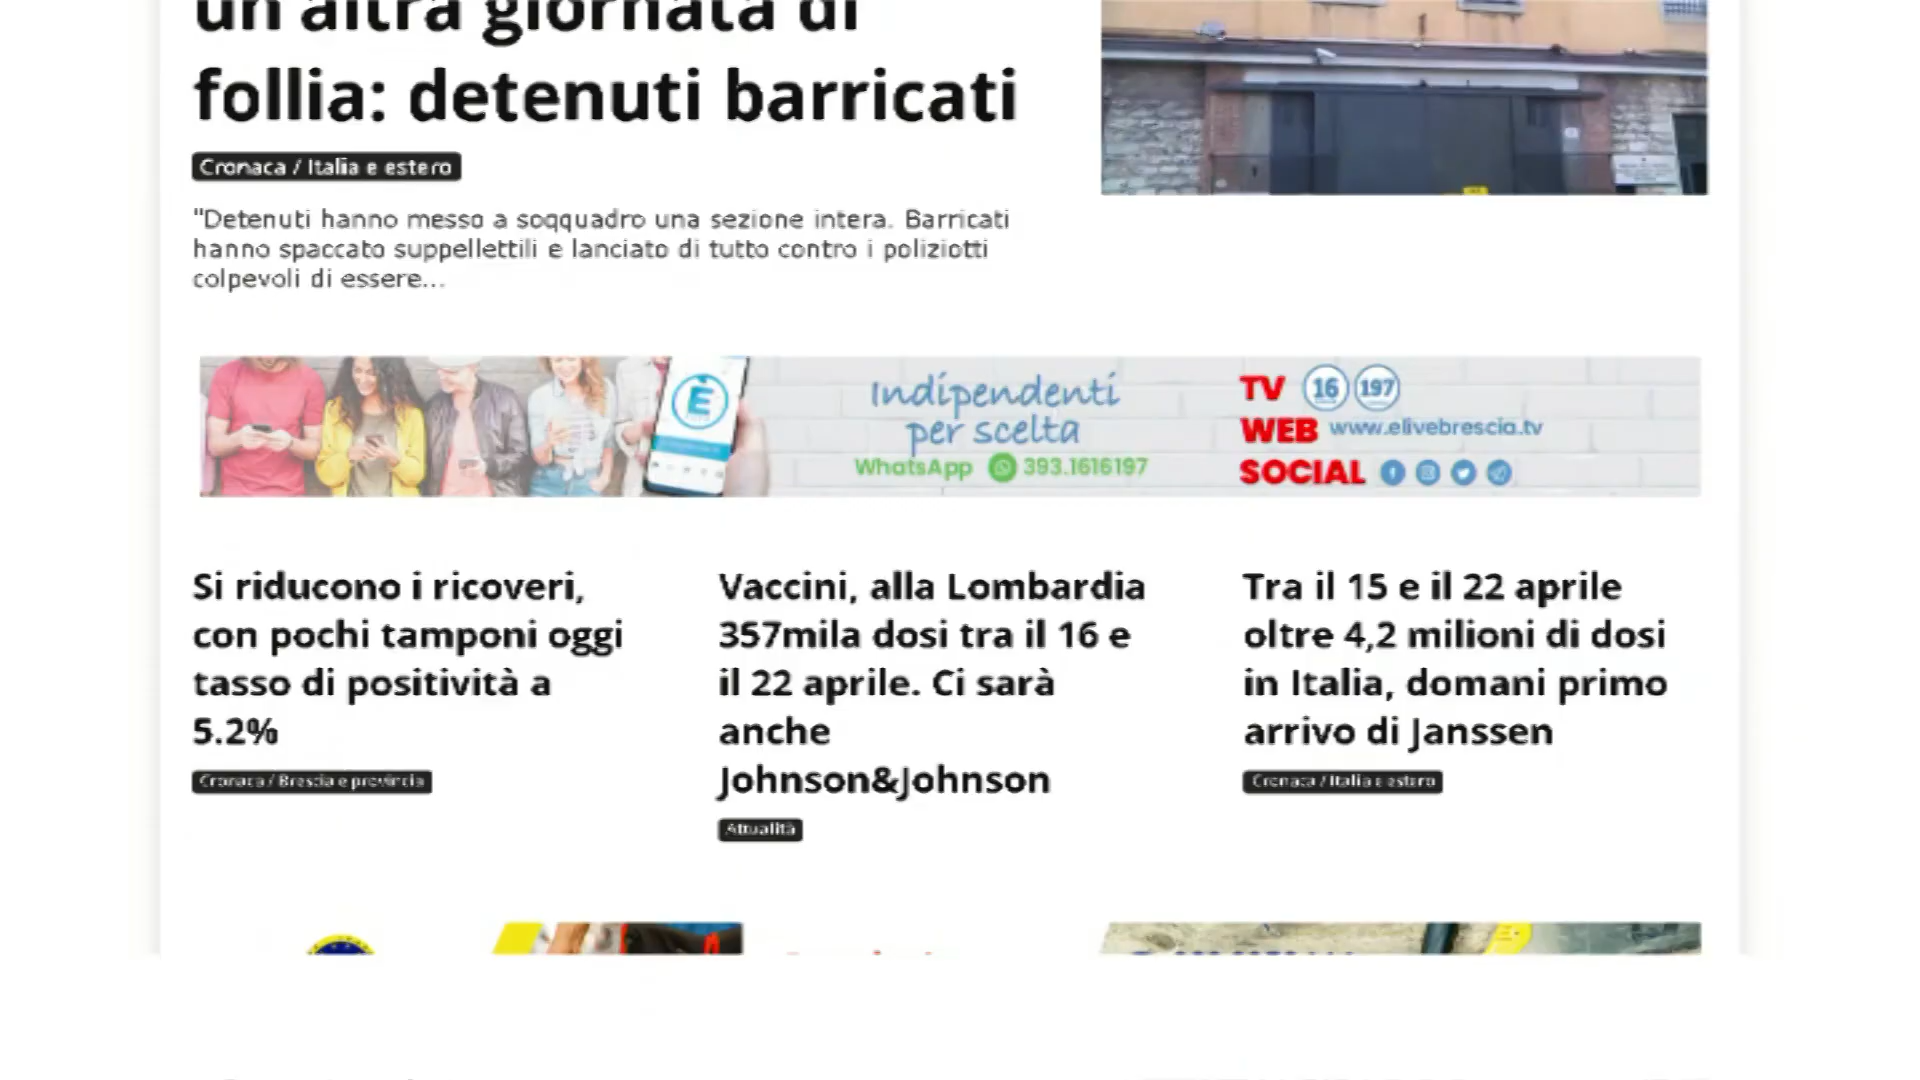 un'altra giornata di
follia: detenuti barricati
Cronaca / Italia e estero
"Detenuti hanno messo a soqquadro una sezione intera. Barricati
hanno spaccato suppellettili e lanciato di tutto contro i poliziotti
colpevoli di essere...
È
Indipendenti
per scelta
WhatsApp 393.1616197
TV 16 197
WEB www.elivebrescia.tv
SOCIAL
Si riducono i ricoveri,
con pochi tamponi oggi
tasso di positività a
5.2%
Cronaca / Brescia e provincia
Vaccini, alla Lombardia
357mila dosi tra il 16 e
il 22 aprile. Ci sarà
anche
Johnson&Johnson
Attualità
Tra il 15 e il 22 aprile
oltre 4,2 milioni di dosi
in Italia, domani primo
arrivo di Janssen
Cronaca / Italia e estero